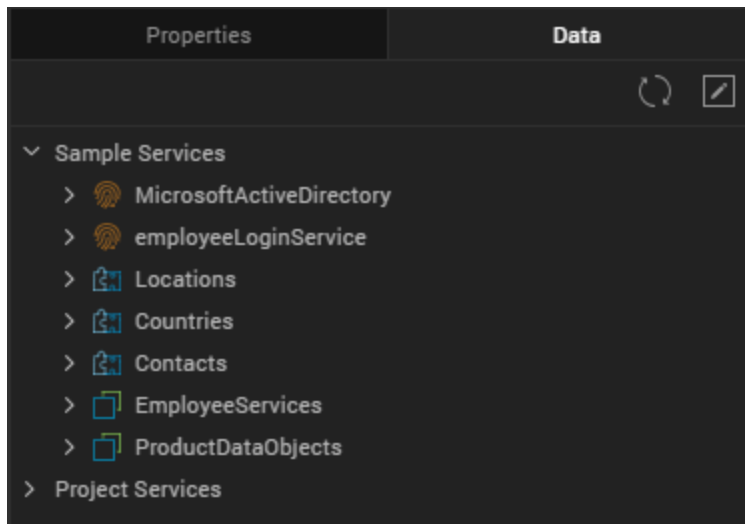 Properties Data
Sample Services
MicrosoftActiveDirectory
employeeLoginService
Locations
Countries
Contacts
EmployeeServices
ProductDataObjects
Project Services